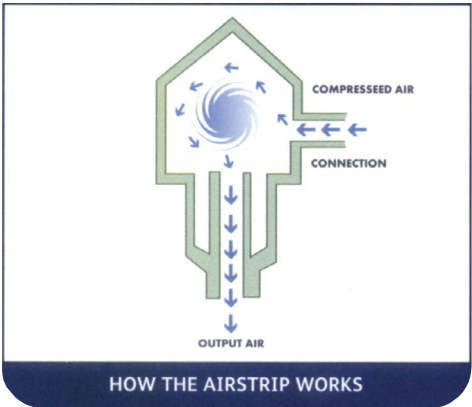 COMPRESSEED AIR
CONNECTION
OUTPUT AIR
HOW THE AIRSTRIP WORKS